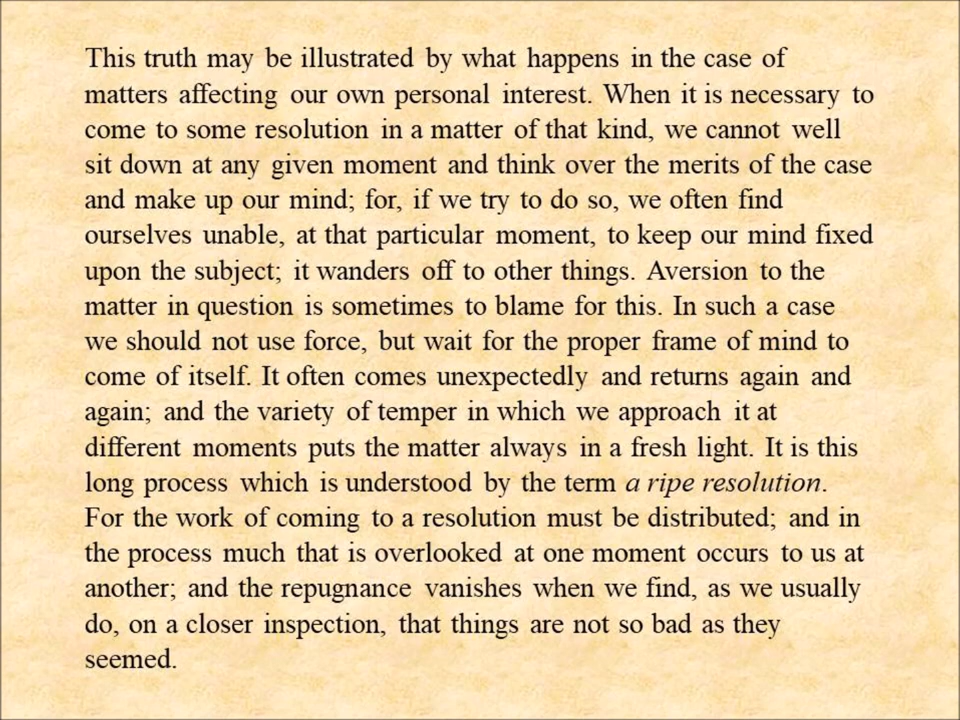 This truth may be illustrated by what happens in the case of
matters affecting our own personal interest. When it is necessary to
come to some resolution in a matter of that kind, we cannot well
sit down at any given moment and think over the merits of the case
and make up our mind; for, if we try to do so, we often find
ourselves unable, at that particular moment, to keep our mind fixed
upon the subject; it wanders off to other things. Aversion to the
matter in question is sometimes to blame for this. In such a case
we should not use force, but wait for the proper frame of mind to
come of itself. It often comes unexpectedly and returns again and
again; and the variety of temper in which we approach it at
different moments puts the matter always in a fresh light. It is this
long process which is understood by the term a ripe resolution.
For the work of coming to a resolution must be distributed; and in
the process much that is overlooked at one moment occurs to us at
another; and the repugnance vanishes when we find, as we usually
do, on a closer inspection, that things are not so bad as they
seemed.